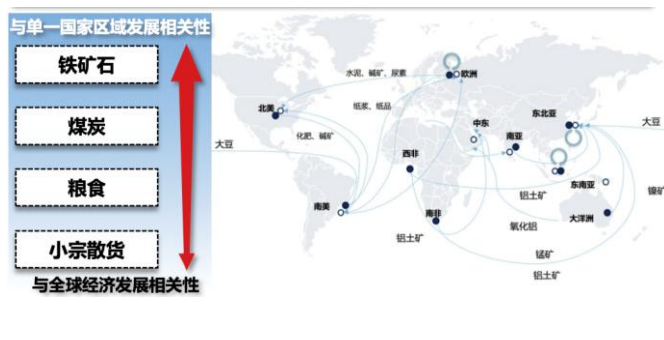 与单一国家区域发展相关性
铁矿石
煤炭
粮食
小宗散货
与全球经济发展相关性
水泥、碱矿、尿素
欧洲
北美
纸浆、纸品
化肥、碱矿
大豆
中东
南亚
东北亚
大豆
西非
东南亚
镍矿
铝土矿
南美
南非
氧化铝
大洋洲
铝土矿
锰矿
铝土矿